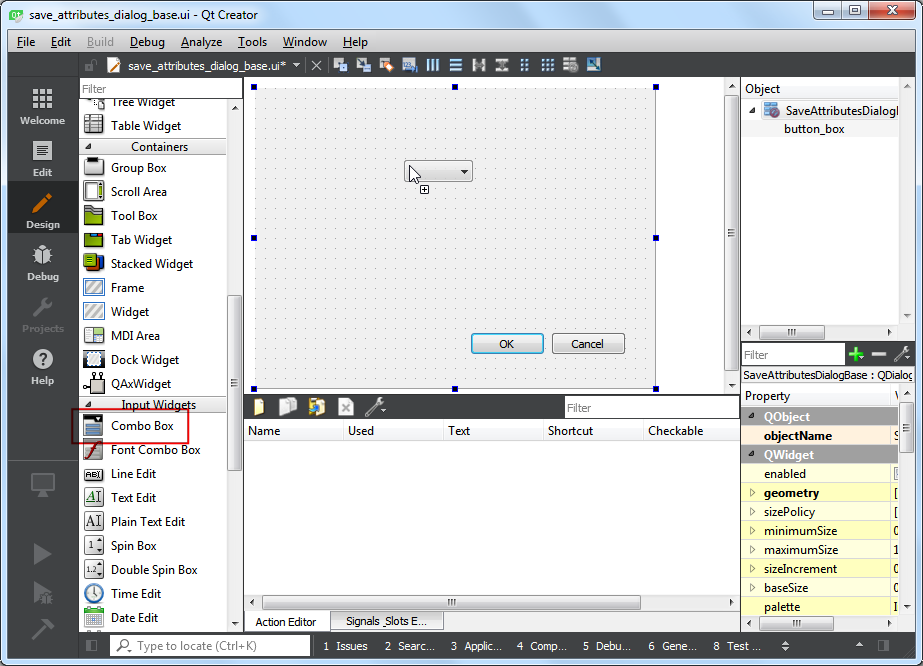 save_attributes_dialog_base.ui - Qt Creator
File Edit Build Debug Analyze Tools Window Help
save_attributes_dialog_base.ui*
Welcome
Edit
Design
Debug
Projects
Help
Filter
Tree Widget
Table Widget
Containers
Group Box
Scroll Area
Tool Box
Tab Widget
Stacked Widget
Frame
Widget
MDI Area
Dock Widget
QAxWidget
Input Widgets
Combo Box
Font Combo Box
Line Edit
Text Edit
Plain Text Edit
Spin Box
Double Spin Box
Time Edit
Date Edit
OK Cancel
Filter
Name Used Text Shortcut Checkable
Action Editor Signals _Slots E...
Object
SaveAttributesDialogI
button_box
Filter
SaveAttributesDialogBase : QDialog
Property
QObject
objectName
QWidget
enabled
geometry
sizePolicy
minimumSize
maximumSize
sizeIncrement
baseSize
palette
Type to locate (Ctrl+K) 1 Issues 2 Searc... 3 Applic... 4 Comp... 5 Debu... 6 Gene... 8 Test ...